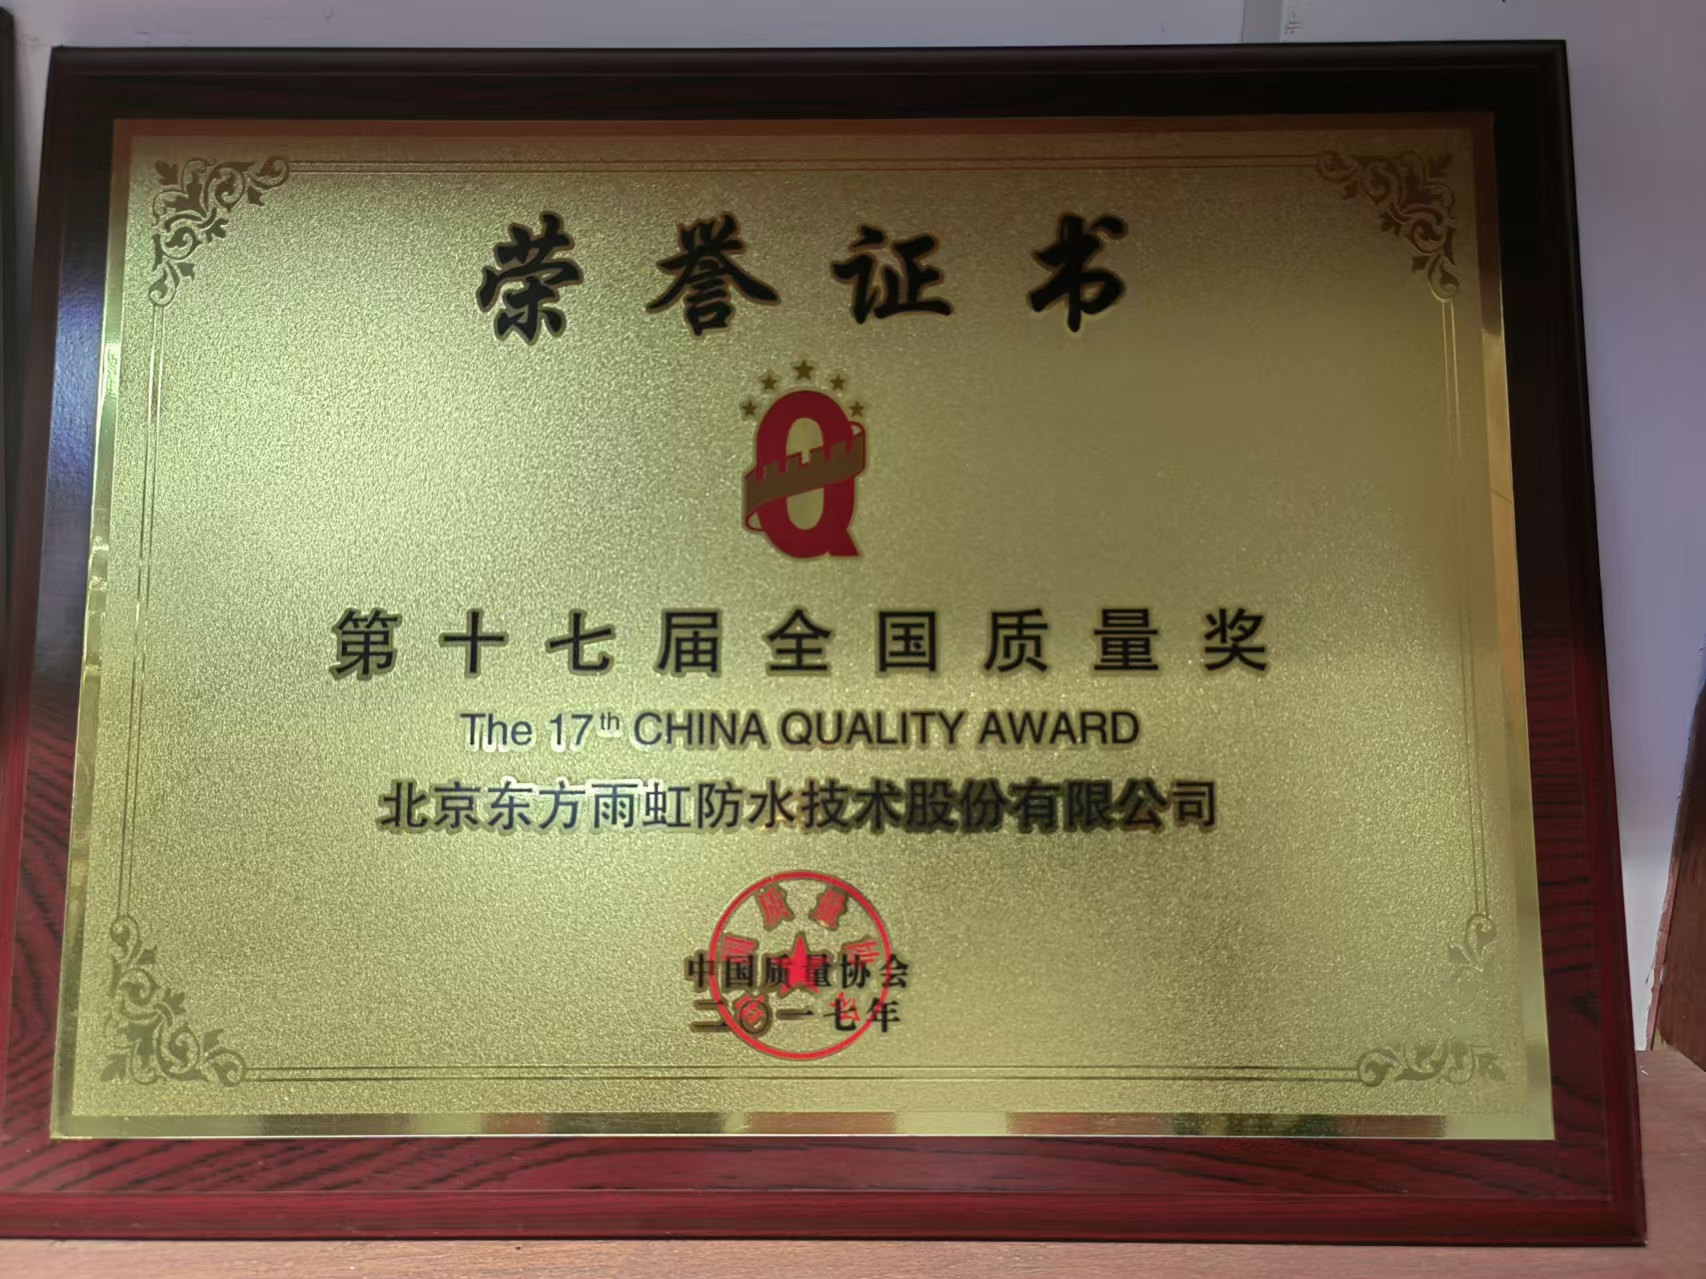 荣誉证书
第十七届全国质量奖
The 17th CHINA QUALITY AWARD
北京东方雨虹防水技术股份有限公司
中国质量协会
二〇一七年